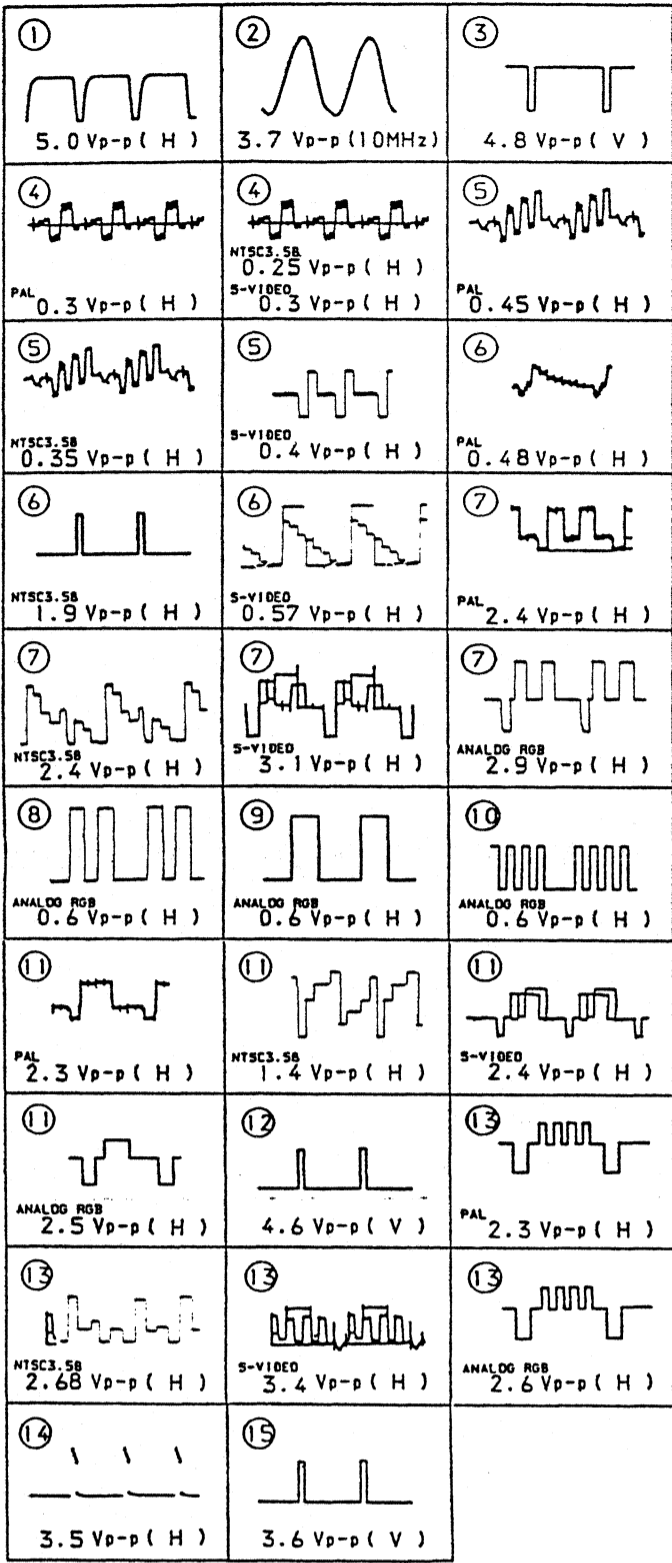 ①
5.0 Vp-p ( H )
②
3.7 Vp-p (10MHz)
③
4.8 Vp-p ( V )
④
PAL 0.3 Vp-p ( H )
④
NTSC3.58
0.25 Vp-p ( H )
S-VIDEO
0.3 Vp-p ( H )
⑤
PAL 0.45 Vp-p ( H )
⑤
NTSC3.58
0.35 Vp-p ( H )
⑤
S-VIDEO
0.4 Vp-p ( H )
⑥
PAL
0.48 Vp-p ( H )
⑥
NTSC3.58
1.9 Vp-p ( H )
⑥
S-VIDEO
0.57 Vp-p ( H )
⑦
PAL 2.4 Vp-p ( H )
⑦
NTSC3.58
2.4 Vp-p ( H )
⑦
S-VIDEO
3.1 Vp-p ( H )
⑦
ANALOG RGB
2.9 Vp-p ( H )
⑧
ANALOG RGB
0.6 Vp-p ( H )
⑨
ANALOG RGB
0.6 Vp-p ( H )
⑩
ANALOG RGB
0.6 Vp-p ( H )
⑪
PAL
2.3 Vp-p ( H )
⑪
NTSC3.58
1.4 Vp-p ( H )
⑪
S-VIDEO
2.4 Vp-p ( H )
⑪
ANALOG RGB
2.5 Vp-p ( H )
⑫
4.6 Vp-p ( V )
⑬
PAL 2.3 Vp-p ( H )
⑬
NTSC3.58
2.68 Vp-p ( H )
⑬
S-VIDEO
3.4 Vp-p ( H )
⑬
ANALOG RGB
2.6 Vp-p ( H )
⑭
3.5 Vp-p ( H )
⑮
3.6 Vp-p ( V )